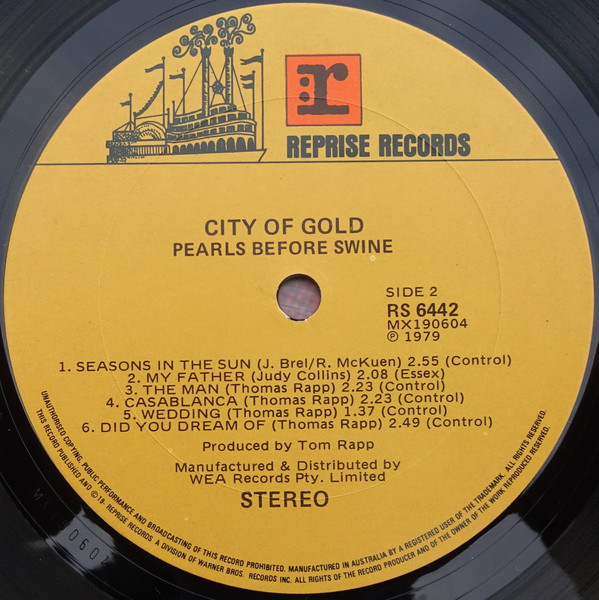 r
REPRISE RECORDS
CITY OF GOLD
PEARLS BEFORE SWINE
SIDE 2
RS 6442
MX190604
℗ 1979
1. SEASONS IN THE SUN (J. Brel/R. McKuen) 2.55 (Control)
2. MY FATHER (Judy Collins) 2.08 (Essex)
3. THE MAN (Thomas Rapp) 2.23 (Control)
4. CASABLANCA (Thomas Rapp) 2.23 (Control)
5. WEDDING (Thomas Rapp) 1.37 (Control)
6. DID YOU DREAM OF (Thomas Rapp) 2.49 (Control)
Produced by Tom Rapp
Manufactured & Distributed by
WEA Records Pty. Limited
STEREO
UNAUTHORISED COPYING, PUBLIC PERFORMANCE AND BROADCASTING OF THIS RECORD PROHIBITED. MANUFACTURED IN AUSTRALIA BY A REGISTERED USER OF THE TRADEMARK. ALL RIGHTS RESERVED.
THIS RECORD PUBLISHED AND © 19- REPRISE RECORDS A DIVISION OF WARNER BROS. RECORDS INC. ALL RIGHTS OF THE RECORD PRODUCER AND OF THE OWNER OF THE WORK REPRODUCED RESERVED.